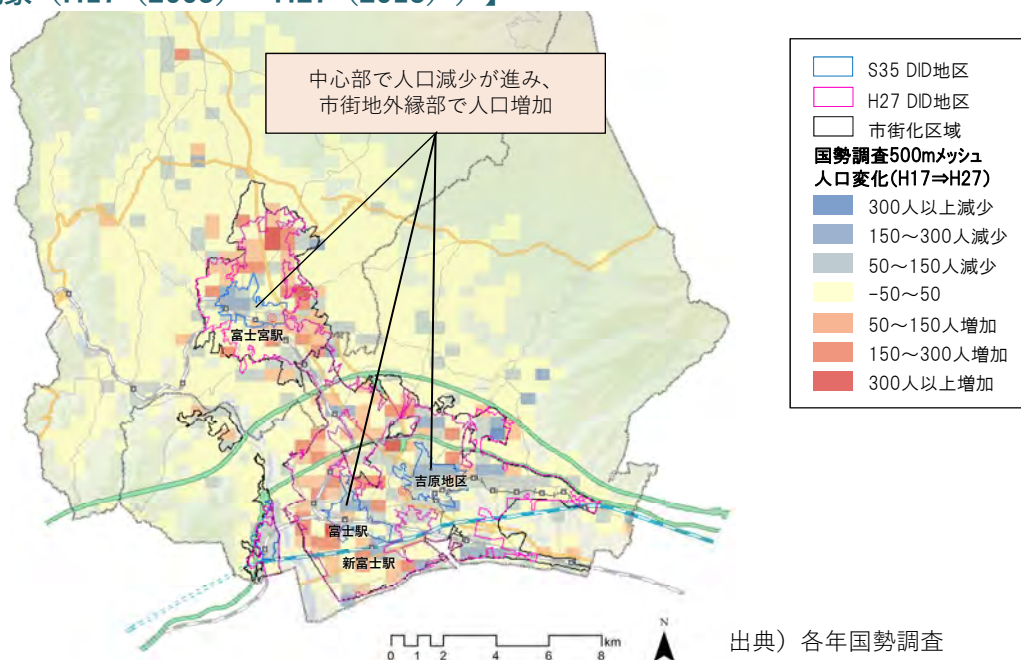 (H17(2005)
H27(2015))】
中心部で人口減少が進み、
市街地外縁部で人口増加
S35 DID地区
H27 DID地区
市街化区域
国勢調査500mメッシュ
人口変化(H17⇒H27)
300人以上減少
150～300人減少
50～150人減少
-50～50
50～150人増加
150～300人増加
300人以上増加
富士宮駅
吉原地区
富士駅
新富士駅
N
km
0 1 2 4 6 8
出典）各年国勢調査